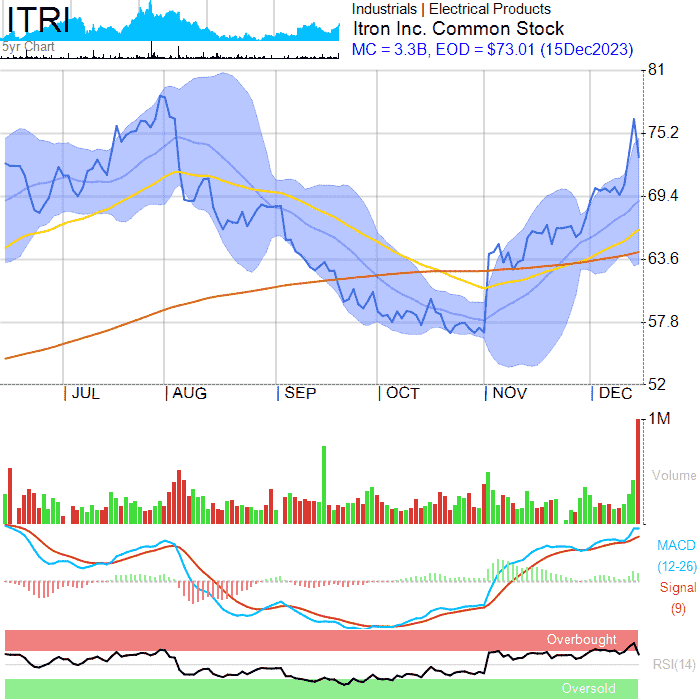 ITRI
5yr Chart
Industrials | Electrical Products
Itron Inc. Common Stock
MC = 3.3B, EOD = $73.01 (15Dec2023)
81
75.2
69.4
63.6
57.8
52
JUL AUG SEP OCT NOV DEC
1M
Volume
MACD
(12-26)
Signal
(9)
Overbought
RSI(14)
Oversold